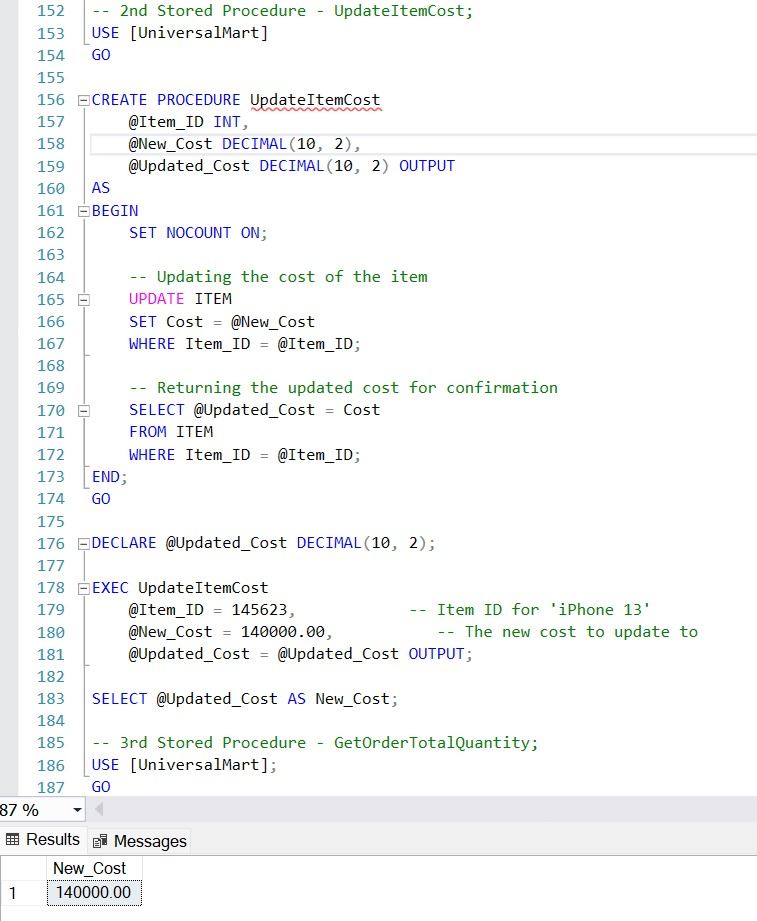 152 -- 2nd Stored Procedure - UpdateItemCost;
153 USE [UniversalMart]
154 GO
155
156 CREATE PROCEDURE UpdateItemCost
157 @Item_ID INT,
158 @New_Cost DECIMAL(10, 2),
159 @Updated_Cost DECIMAL(10, 2) OUTPUT
160 AS
161 BEGIN
162 SET NOCOUNT ON;
163
164 -- Updating the cost of the item
165 UPDATE ITEM
166 SET Cost = @New_Cost
167 WHERE Item_ID = @Item_ID;
168
169 -- Returning the updated cost for confirmation
170 SELECT @Updated_Cost = Cost
171 FROM ITEM
172 WHERE Item_ID = @Item_ID;
173 END;
174 GO
175
176 DECLARE @Updated_Cost DECIMAL(10, 2);
177
178 EXEC UpdateItemCost
179 @Item_ID = 145623, -- Item ID for 'iPhone 13'
180 @New_Cost = 140000.00, -- The new cost to update to
181 @Updated_Cost = @Updated_Cost OUTPUT;
182
183 SELECT @Updated_Cost AS New_Cost;
184
185 -- 3rd Stored Procedure - GetOrderTotalQuantity;
186 USE [UniversalMart];
187 GO
87 %
Results Messages
New_Cost
1 140000.00